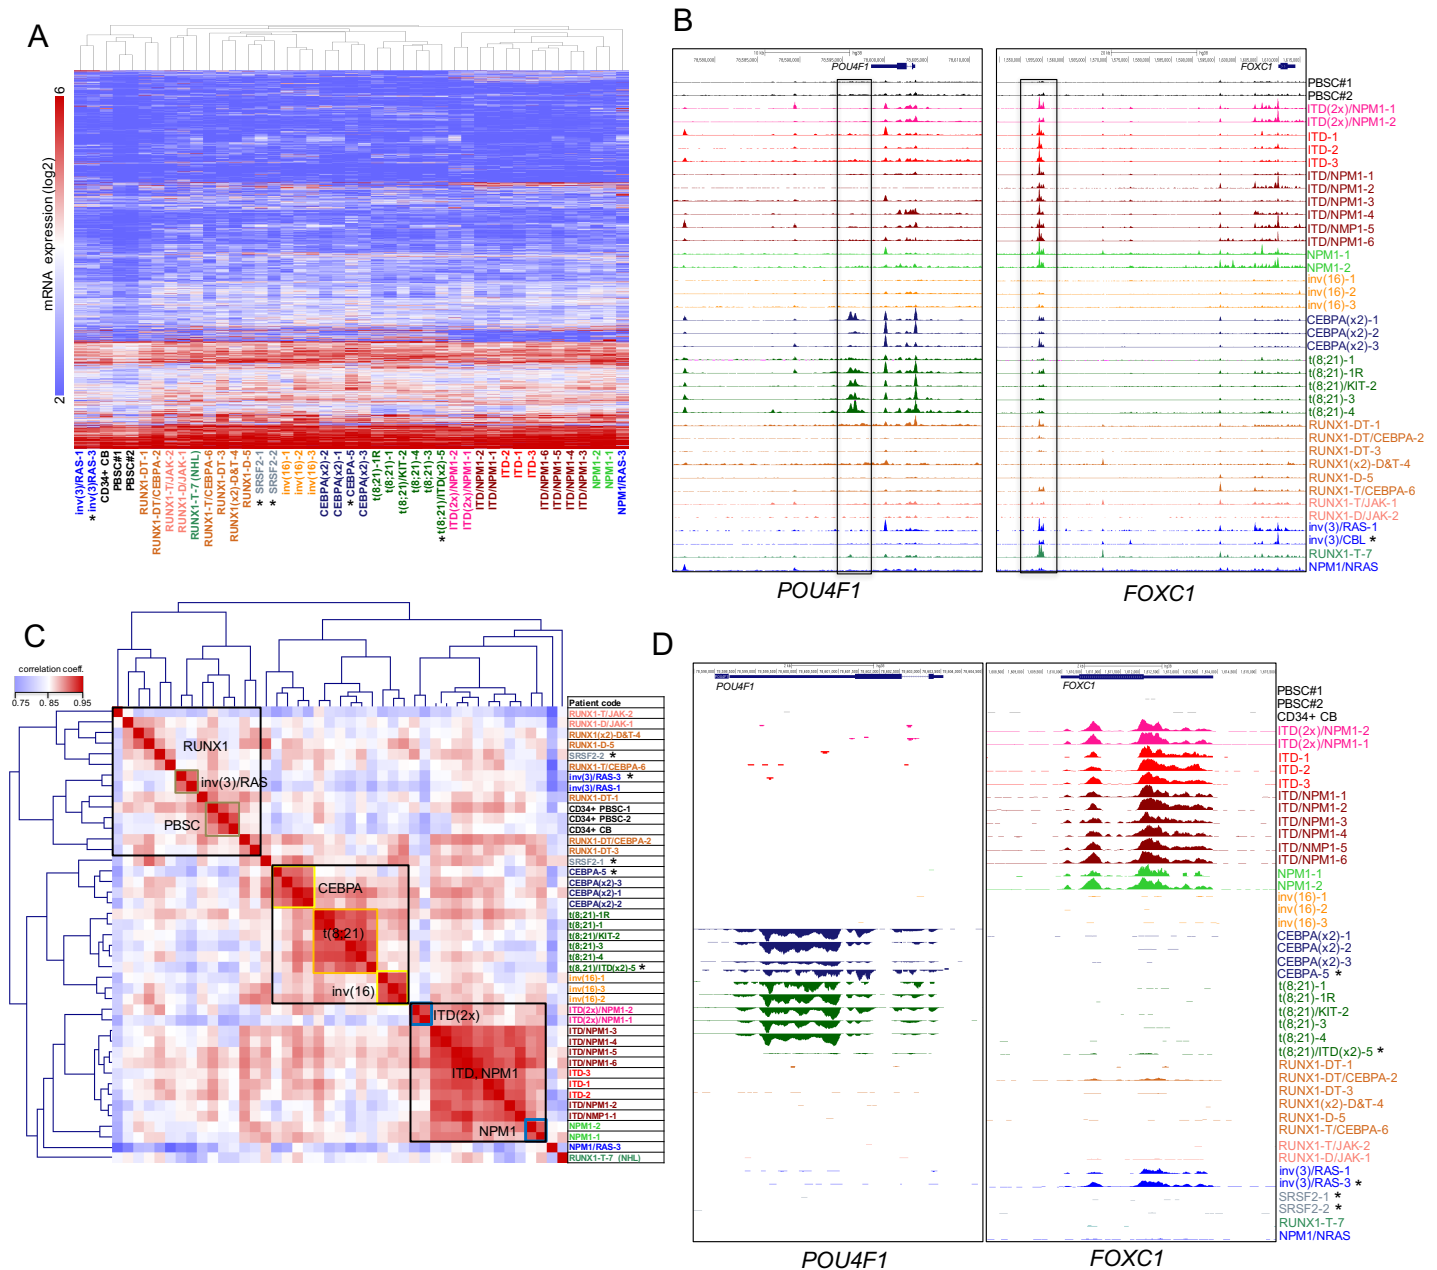 A
mRNA expression (log2)
6
2
inv(3)/RAS-1
* inv(3)/RAS-3
CD34+ CB
PBSC#1
PBSC#2
RUNX1-DT-1
RUNX1-DT/CEBPA-2
RUNX1-T/JAK-2
RUNX1-D/JAK-1
RUNX1-T-7 (NHL)
RUNX1-T/CEBPA-6
RUNX1-DT-3
RUNX1(x2)-D&T-4
RUNX1-D-5
* SRSF2-1
* SRSF2-2
inv(16)-1
inv(16)-2
inv(16)-3
CEBPA(x2)-2
CEBPA(x2)-1
* CEBPA-5
CEBPA(x2)-3
t(8;21)-1R
t(8;21)-1
t(8;21)/KIT-2
t(8;21)-4
t(8;21)-3
* t(8;21)/ITD(x2)-5
ITD(2x)/NPM1-2
ITD(2x)/NPM1-1
ITD/NPM1-2
ITD/NPM1-1
ITD-2
ITD-1
ITD-3
ITD/NPM1-6
ITD/NPM1-5
ITD/NPM1-4
ITD/NPM1-3
NPM1-2
NPM1-1
NPM1/RAS-3
B
POU4F1
FOXC1
PBSC#1
PBSC#2
ITD(2x)/NPM1-1
ITD(2x)/NPM1-2
ITD-1
ITD-2
ITD-3
ITD/NPM1-1
ITD/NPM1-2
ITD/NPM1-3
ITD/NPM1-4
ITD/NMP1-5
ITD/NPM1-6
NPM1-1
NPM1-2
inv(16)-1
inv(16)-2
inv(16)-3
CEBPA(x2)-1
CEBPA(x2)-2
CEBPA(x2)-3
t(8;21)-1
t(8;21)-1R
t(8;21)/KIT-2
t(8;21)-3
t(8;21)-4
RUNX1-DT-1
RUNX1-DT/CEBPA-2
RUNX1-DT-3
RUNX1(x2)-D&T-4
RUNX1-D-5
RUNX1-T/CEBPA-6
RUNX1-T/JAK-1
RUNX1-D/JAK-2
inv(3)/RAS-1
inv(3)/CBL *
RUNX1-T-7
NPM1/NRAS
POU4F1
FOXC1
C
correlation coeff.
0.75 0.85 0.95
RUNX1
inv(3)/RAS
PBSC
CEBPA
t(8;21)
inv(16)
ITD(2x)
ITD, NPM1
NPM1
Patient code
RUNX1-T/JAK-2
RUNX1-D/JAK-1
RUNX1(x2)-D&T-4
RUNX1-D-5
SRSF2-2 *
RUNX1-T/CEBPA-6
inv(3)/RAS-3 *
inv(3)/RAS-1
RUNX1-DT-1
CD34+ PBSC-1
CD34+ PBSC-2
CD34+ CB
RUNX1-DT/CEBPA-2
RUNX1-DT-3
SRSF2-1 *
CEBPA-5 *
CEBPA(x2)-3
CEBPA(x2)-1
CEBPA(x2)-2
t(8;21)-1R
t(8;21)-1
t(8;21)/KIT-2
t(8;21)-3
t(8;21)-4
t(8,21)/ITD(x2)-5 *
inv(16)-1
inv(16)-3
inv(16)-2
ITD(2x)/NPM1-2
ITD(2x)/NPM1-1
ITD/NPM1-3
ITD/NPM1-4
ITD/NPM1-5
ITD/NPM1-6
ITD-3
ITD-1
ITD-2
ITD/NPM1-2
ITD/NMP1-1
NPM1-2
NPM1-1
NPM1/RAS-3
RUNX1-T-7 (NHL)
D
POU4F1
FOXC1
PBSC#1
PBSC#2
CD34+ CB
ITD(2x)/NPM1-2
ITD(2x)/NPM1-1
ITD-1
ITD-2
ITD-3
ITD/NPM1-1
ITD/NPM1-2
ITD/NPM1-3
ITD/NPM1-4
ITD/NMP1-5
ITD/NPM1-6
NPM1-1
NPM1-2
inv(16)-1
inv(16)-2
inv(16)-3
CEBPA(x2)-1
CEBPA(x2)-2
CEBPA(x2)-3
CEBPA-5 *
t(8;21)-1
t(8;21)-1R
t(8;21)/KIT-2
t(8;21)-3
t(8;21)-4
t(8;21)/ITD(x2)-5 *
RUNX1-DT-1
RUNX1-DT/CEBPA-2
RUNX1-DT-3
RUNX1(x2)-D&T-4
RUNX1-D-5
RUNX1-T/CEBPA-6
RUNX1-T/JAK-2
RUNX1-D/JAK-1
inv(3)/RAS-1
inv(3)/RAS-3 *
SRSF2-1 *
SRSF2-2 *
RUNX1-T-7
NPM1/NRAS
POU4F1
FOXC1